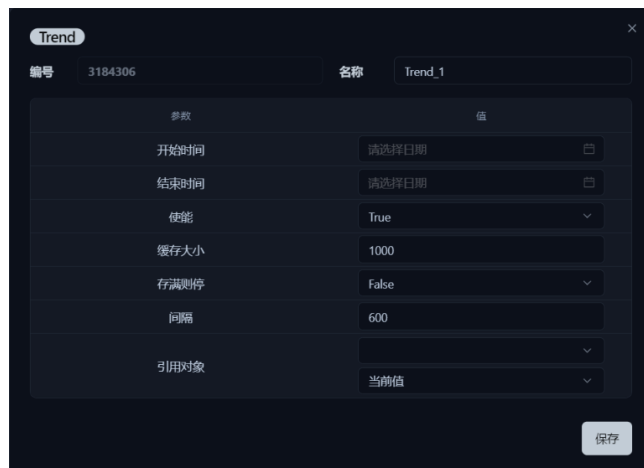 Trend
编号 3184306 名称 Trend_1
参数 值
开始时间 请选择日期
结束时间 请选择日期
使能 True
缓存大小 1000
存满则停 False
间隔 600
引用对象
当前值
保存